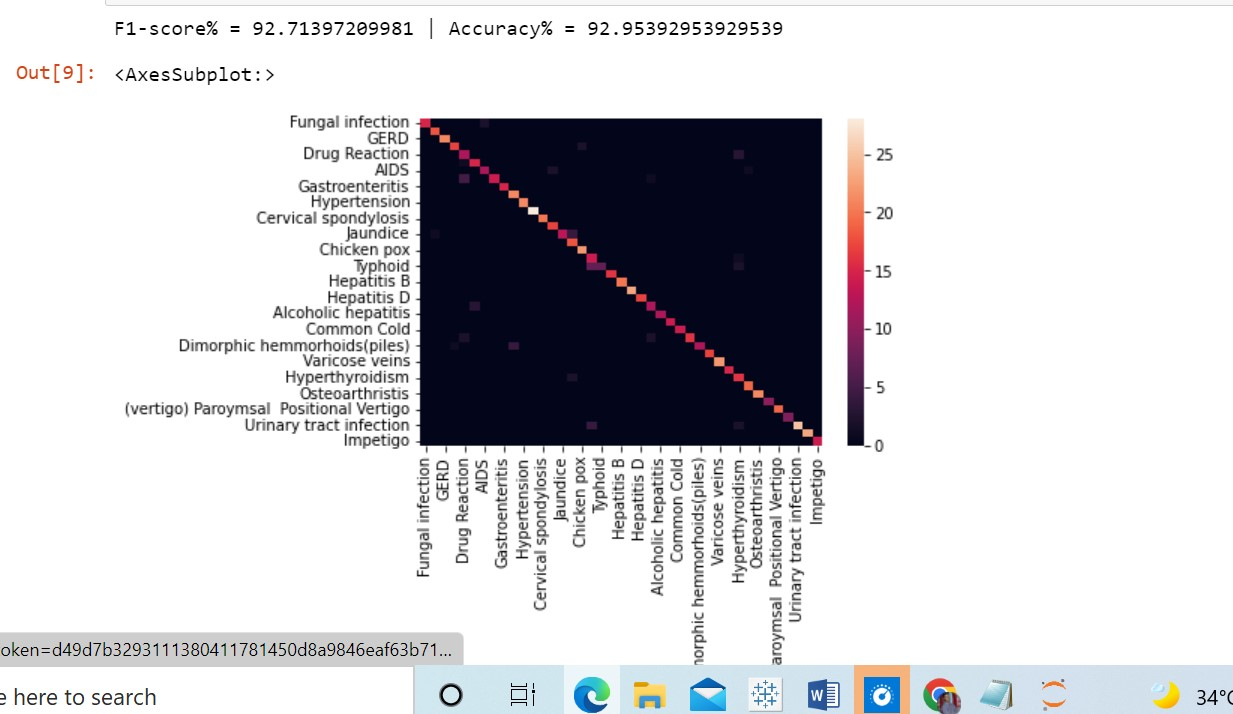 F1-score% = 92.71397209981 | Accuracy% = 92.95392953929539
Out[9]: <AxesSubplot:>
Fungal infection
GERD
Drug Reaction
AIDS
Gastroenteritis
Hypertension
Cervical spondylosis
Jaundice
Chicken pox
Typhoid
Hepatitis B
Hepatitis D
Alcoholic hepatitis
Common Cold
Dimorphic hemmorhoids(piles)
Varicose veins
Hyperthyroidism
Osteoarthristis
(vertigo) Paroymsal Positional Vertigo
Urinary tract infection
Impetigo
25
20
15
10
5
0
Fungal infection
GERD
Drug Reaction
AIDS
Gastroenteritis
Hypertension
Cervical spondylosis
Jaundice
Chicken pox
Typhoid
Hepatitis B
Hepatitis D
Alcoholic hepatitis
Common Cold
norphic hemmorhoids(piles)
Varicose veins
Hyperthyroidism
Osteoarthristis
aroymsal Positional Vertigo
Urinary tract infection
Impetigo
oken=d49d7b3293111380411781450d8a9846eaf63b71...
e here to search
34°C